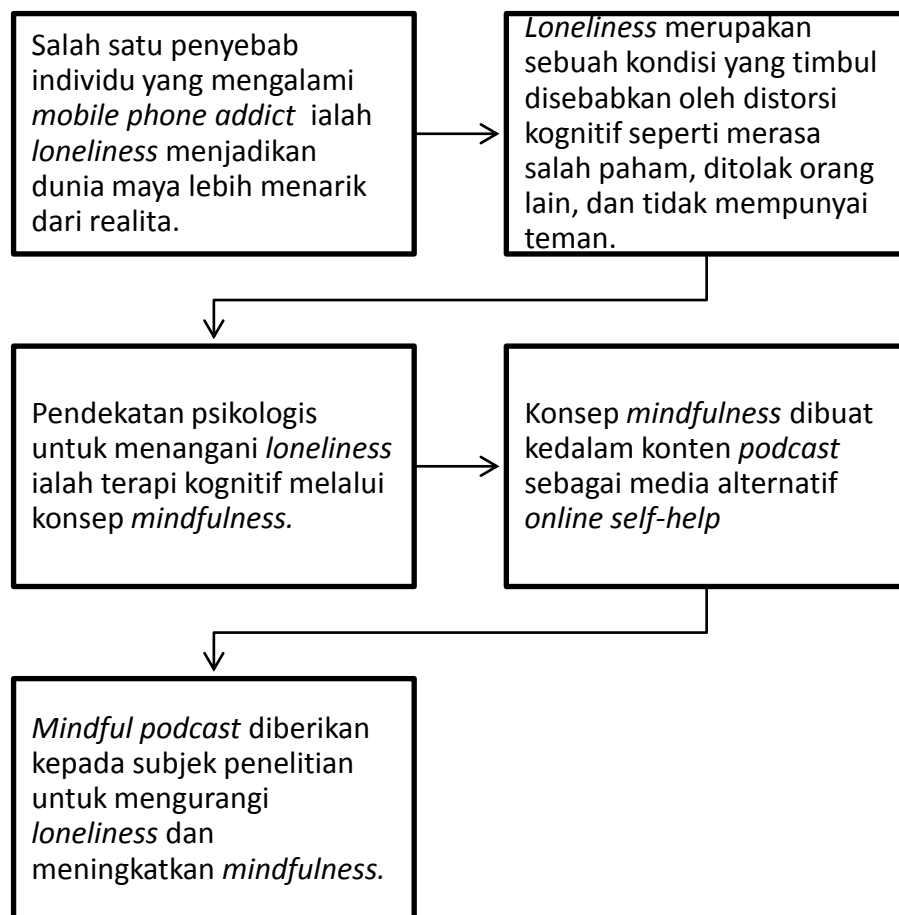 Salah satu penyebab
individu yang mengalami
mobile phone addict ialah
loneliness menjadikan
dunia maya lebih menarik
dari realita.
Loneliness merupakan
sebuah kondisi yang timbul
disebabkan oleh distorsi
kognitif seperti merasa
salah paham, ditolak orang
lain, dan tidak mempunyai
teman.
Pendekatan psikologis
untuk menangani loneliness
ialah terapi kognitif melalui
konsep mindfulness.
Konsep mindfulness dibuat
kedalam konten podcast
sebagai media alternatif
online self-help
Mindful podcast diberikan
kepada subjek penelitian
untuk mengurangi
loneliness dan
meningkatkan mindfulness.